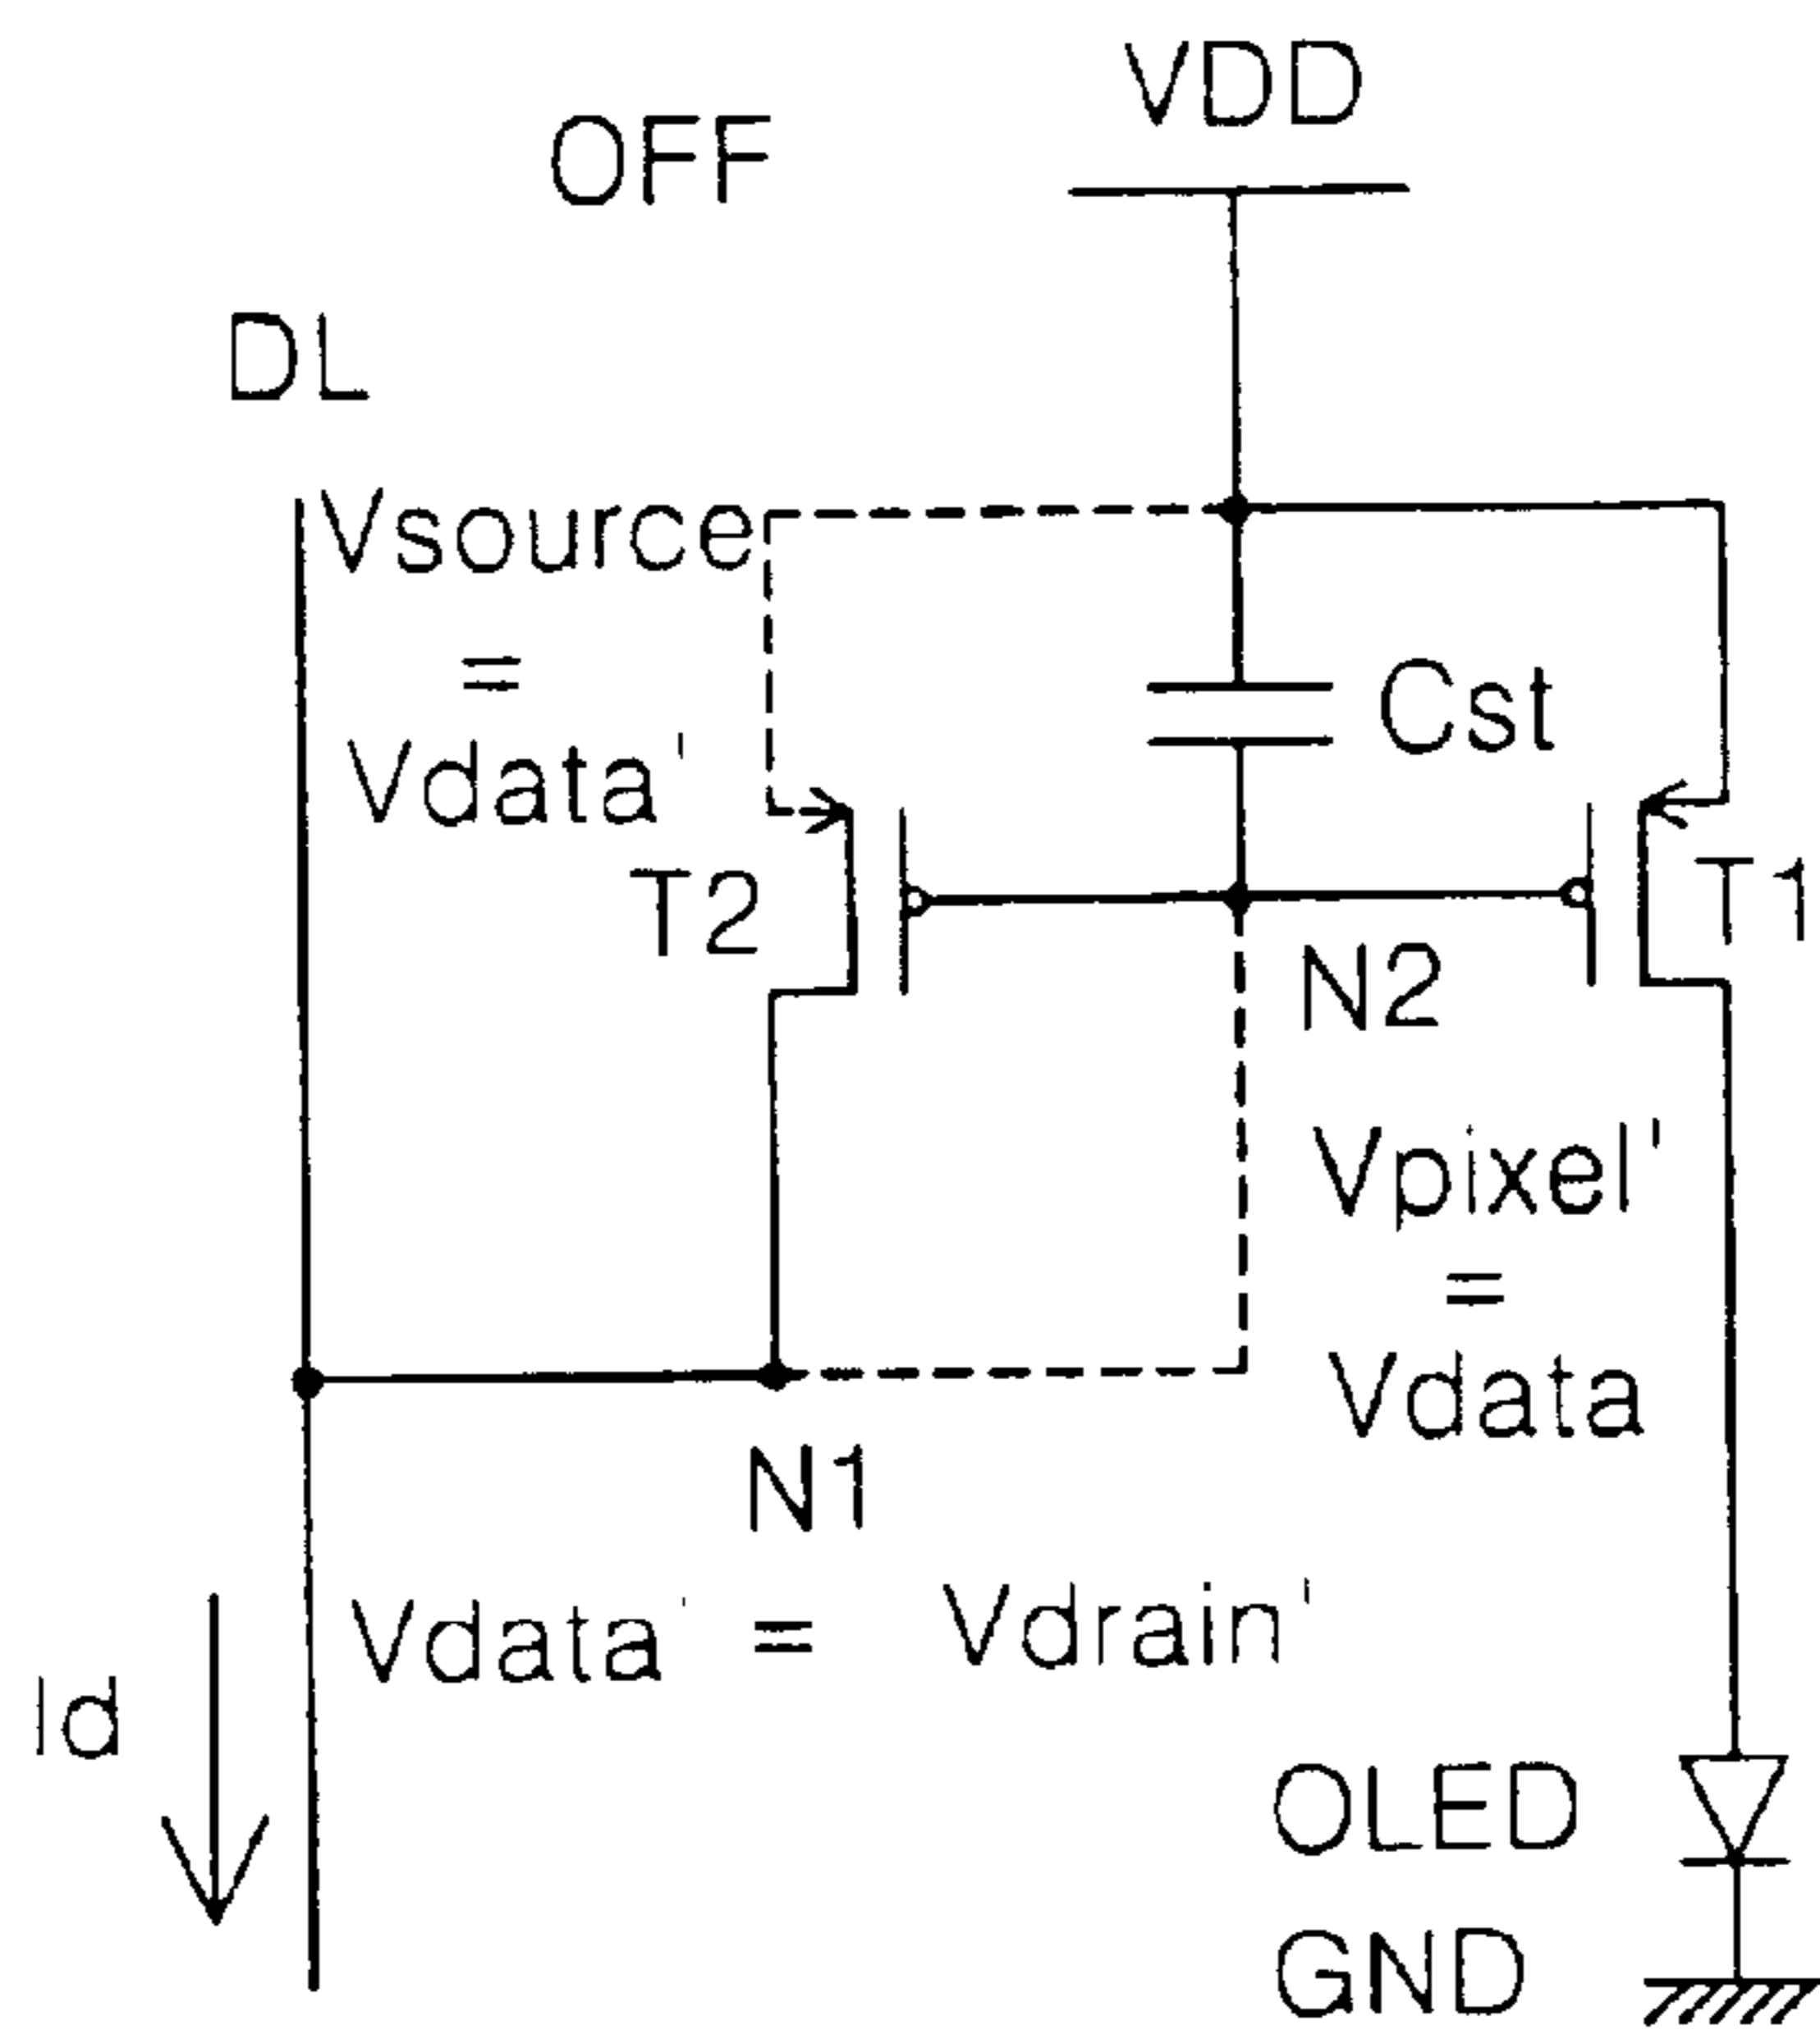 VDD
OFF
DL
Vsource
=
Vdata'
Cst
T2
T1
N2
Vpixel'
=
Vdata
N1
Vdata' = Vdrain'
Id
OLED
GND